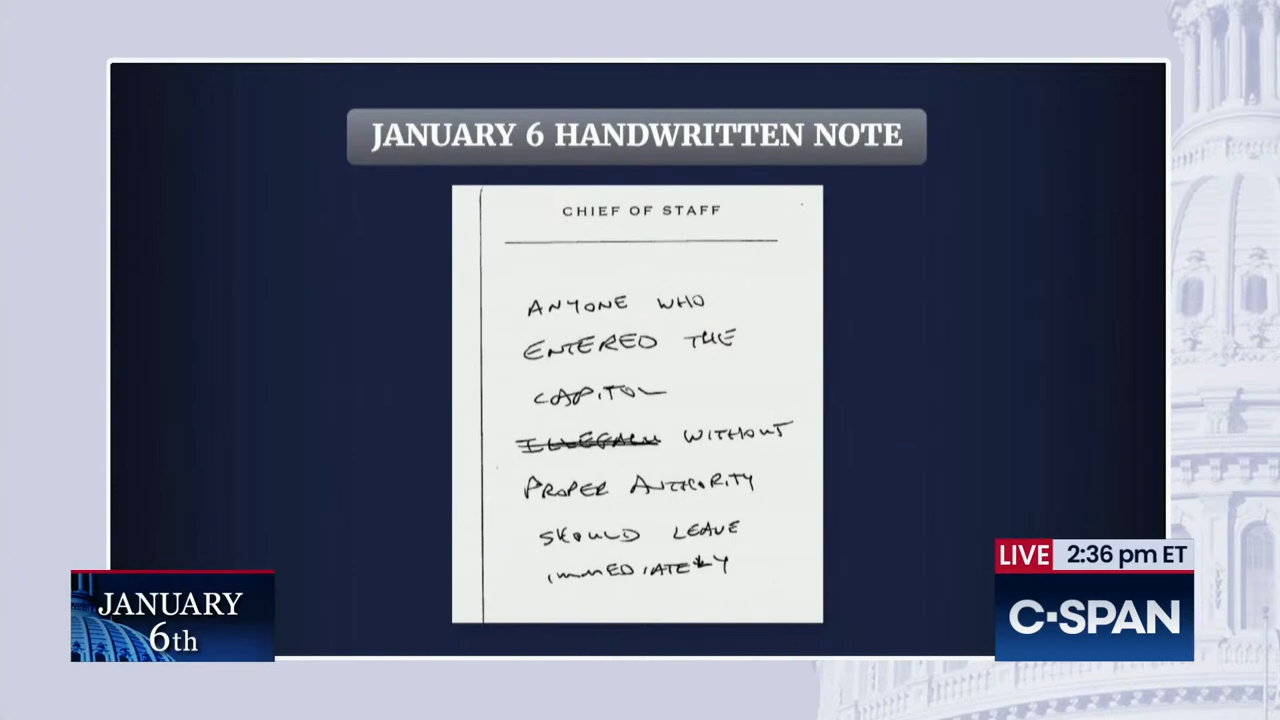 JANUARY 6 HANDWRITTEN NOTE
CHIEF OF STAFF
ANYONE WHO
ENTERED THE
CAPITOL
ILLEGALLY WITHOUT
PROPER AUTHORITY
SHOULD LEAVE
IMMEDIATELY
JANUARY
6th
LIVE 2:36 pm ET
C-SPAN